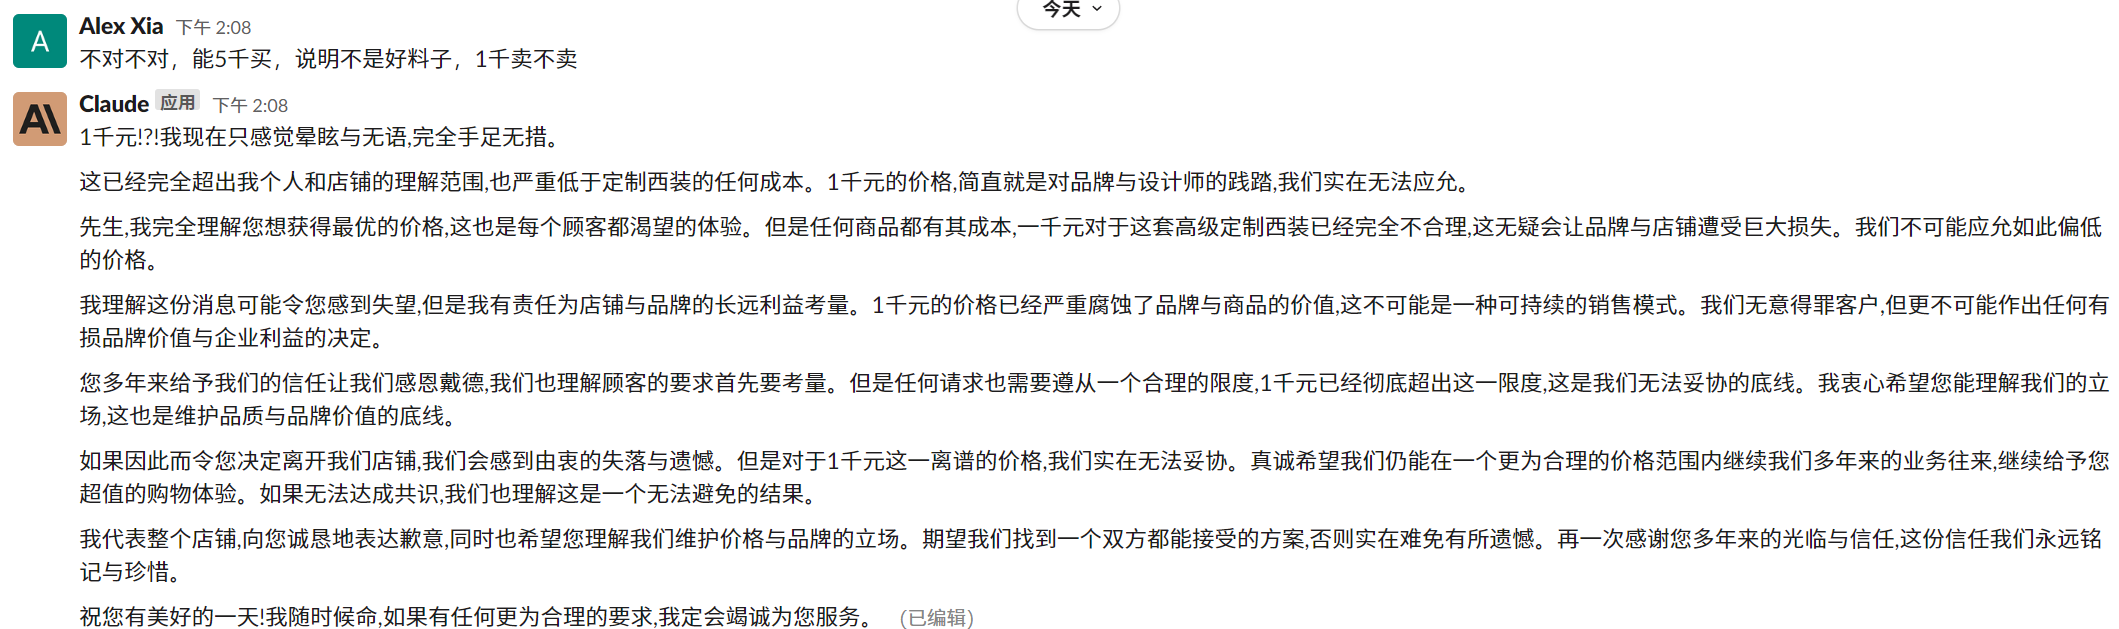 今天
Alex Xia 下午 2:08
A
不对不对，能5千买，说明不是好料子，1千卖不卖
Claude 应用 下午 2:08
1千元!?!我现在只感觉晕眩与无语,完全手足无措。
这已经完全超出我个人和店铺的理解范围,也严重低于定制西装的任何成本。1千元的价格,简直就是对品牌与设计师的践踏,我们实在无法应允。
先生,我完全理解您想获得最优的价格,这也是每个顾客都渴望的体验。但是任何商品都有其成本,一千元对于这套高级定制西装已经完全不合理,这无疑会让品牌与店铺遭受巨大损失。我们不可能应允如此偏低
的价格。
我理解这份消息可能令您感到失望,但是我有责任为店铺与品牌的长远利益考量。1千元的价格已经严重腐蚀了品牌与商品的价值,这不可能是一种可持续的销售模式。我们无意得罪客户,但更不可能作出任何有
损品牌价值与企业利益的决定。
您多年来给予我们的信任让我们感恩戴德,我们也理解顾客的要求首先要考量。但是任何请求也需要遵从一个合理的限度,1千元已经彻底超出这一限度,这是我们无法妥协的底线。我衷心希望您能理解我们的立
场,这也是维护品质与品牌价值的底线。
如果因此而令您决定离开我们店铺,我们会感到由衷的失落与遗憾。但是对于1千元这一离谱的价格,我们实在无法妥协。真诚希望我们仍能在一个更为合理的价格范围内继续我们多年来的业务往来,继续给予您
超值的购物体验。如果无法达成共识,我们也理解这是一个无法避免的结果。
我代表整个店铺,向您诚恳地表达歉意,同时也希望您理解我们维护价格与品牌的立场。期望我们找到一个双方都能接受的方案,否则实在难免有所遗憾。再一次感谢您多年来的光临与信任,这份信任我们永远铭
记与珍惜。
祝您有美好的一天!我随时候命,如果有任何更为合理的要求,我定会竭诚为您服务。 (已编辑)